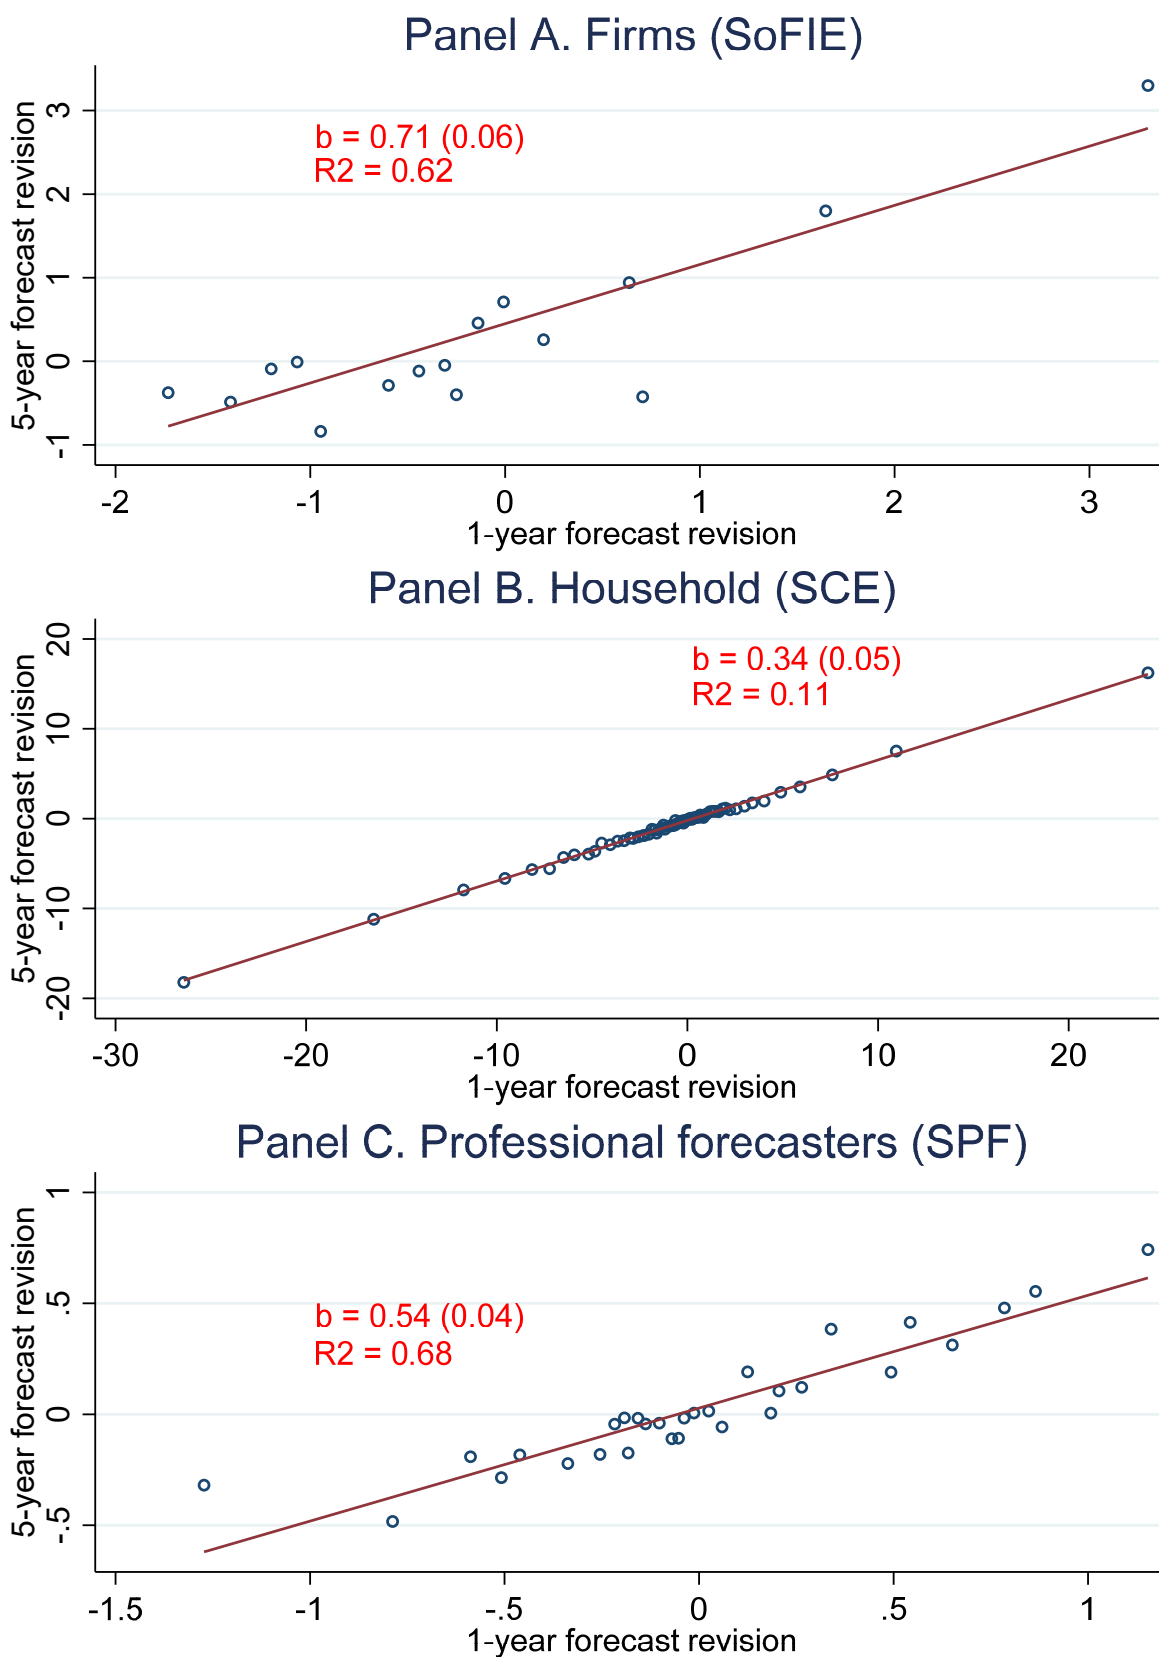 Panel A. Firms (SoFIE)
b = 0.71 (0.06)
R2 = 0.62
5-year forecast revision
3
2
1
0
-1
-2
-1
0
1
2
3
1-year forecast revision
Panel B. Household (SCE)
b = 0.34 (0.05)
R2 = 0.11
5-year forecast revision
20
10
0
-10
-20
-30
-20
-10
0
10
20
1-year forecast revision
Panel C. Professional forecasters (SPF)
b = 0.54 (0.04)
R2 = 0.68
5-year forecast revision
1
.5
0
-.5
-1.5
-1
-.5
0
.5
1
1-year forecast revision